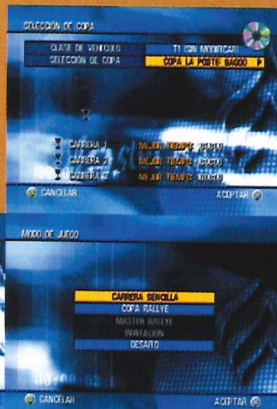 SELECCIÓN DE COPA
CLASE DE VEHÍCULO T1 (SIN MODIFICAR)
SELECCIÓN DE COPA COPA LA POSTE BAGDO
CARRERA 1 MEJOR TIEMPO
CARRERA 2 MEJOR TIEMPO
CARRERA MEJOR TIEMPO
CANCELAR ACEPTAR
MODO DE JUEGO
CARRERA SENCILLA
COPA RALLYE
MASTER RALLYE
INVITACIÓN
DESAFÍO
CANCELAR ACEPTAR